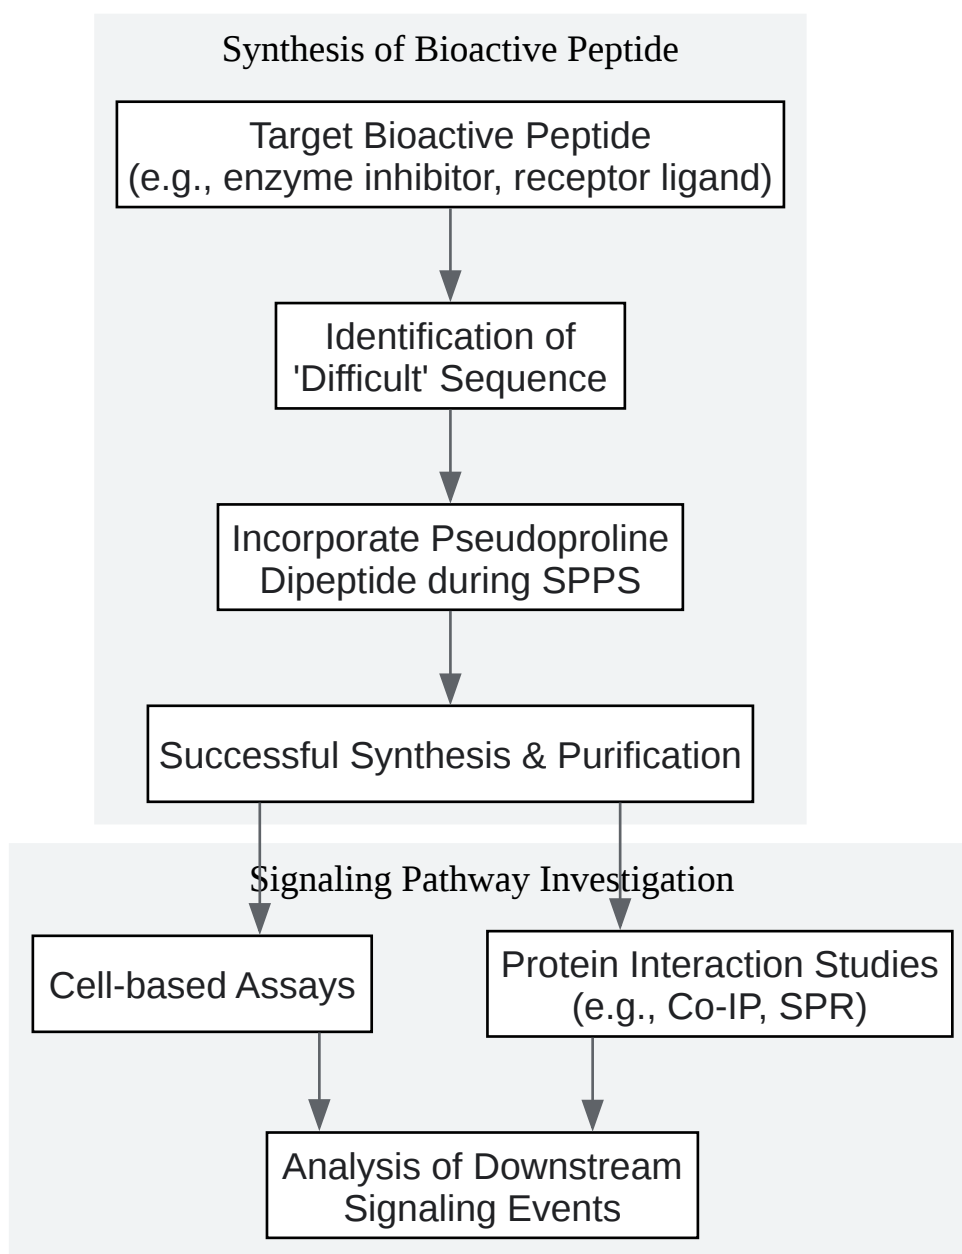 Synthesis of Bioactive Peptide
Target Bioactive Peptide
(e.g., enzyme inhibitor, receptor ligand)
Identification of
'Difficult' Sequence
Incorporate Pseudoproline
Dipeptide during SPPS
Successful Synthesis & Purification
Signaling Pathway Investigation
Cell-based Assays
Protein Interaction Studies
(e.g., Co-IP, SPR)
Analysis of Downstream
Signaling Events